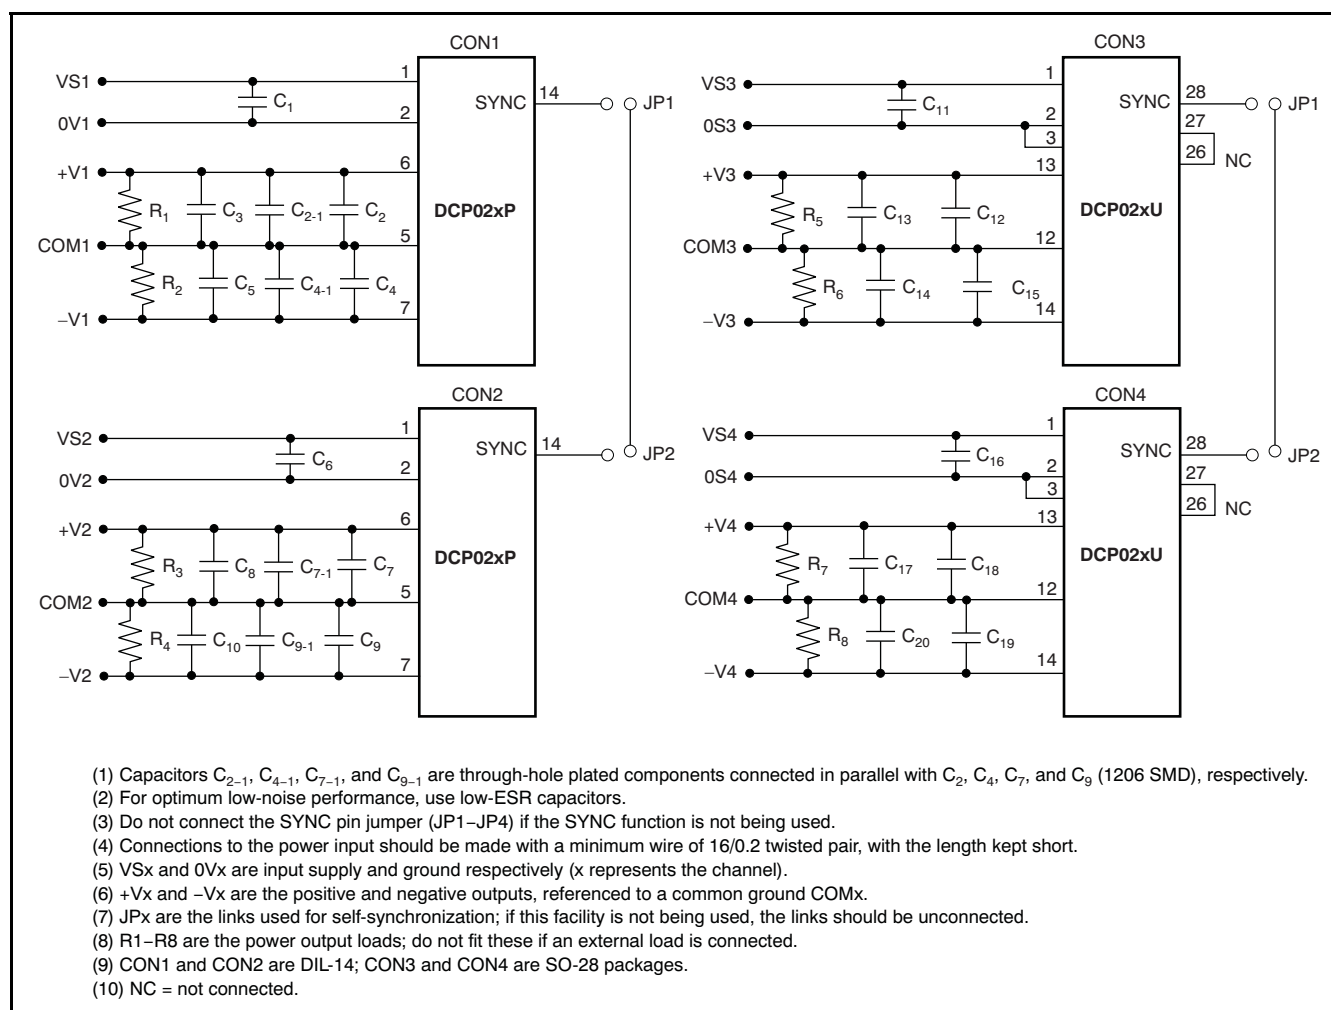 CON1
VS1
1
C1
SYNC
14
JP1
0V1
2
+V1
6
R1
C3
C2-1
C2
DCP02xP
COM1
5
R2
C5
C4-1
C4
−V1
7
CON2
VS2
1
C6
SYNC
14
JP2
0V2
2
+V2
6
R3
C8
C7-1
C7
DCP02xP
COM2
5
R4
C10
C9-1
C9
−V2
7
CON3
VS3
1
C11
SYNC
28
JP1
0S3
2
3
27
26
NC
+V3
13
R5
C13
C12
DCP02xU
COM3
12
R6
C14
C15
−V3
14
CON4
VS4
1
C16
SYNC
28
JP2
0S4
2
3
27
26
NC
+V4
13
R7
C17
C18
DCP02xU
COM4
12
R8
C20
C19
−V4
14
(1) Capacitors C2−1, C4−1, C7−1, and C9−1 are through-hole plated components connected in parallel with C2, C4, C7, and C9 (1206 SMD), respectively.
(2) For optimum low-noise performance, use low-ESR capacitors.
(3) Do not connect the SYNC pin jumper (JP1−JP4) if the SYNC function is not being used.
(4) Connections to the power input should be made with a minimum wire of 16/0.2 twisted pair, with the length kept short.
(5) VSx and 0Vx are input supply and ground respectively (x represents the channel).
(6) +Vx and −Vx are the positive and negative outputs, referenced to a common ground COMx.
(7) JPx are the links used for self-synchronization; if this facility is not being used, the links should be unconnected.
(8) R1−R8 are the power output loads; do not fit these if an external load is connected.
(9) CON1 and CON2 are DIL-14; CON3 and CON4 are SO-28 packages.
(10) NC = not connected.